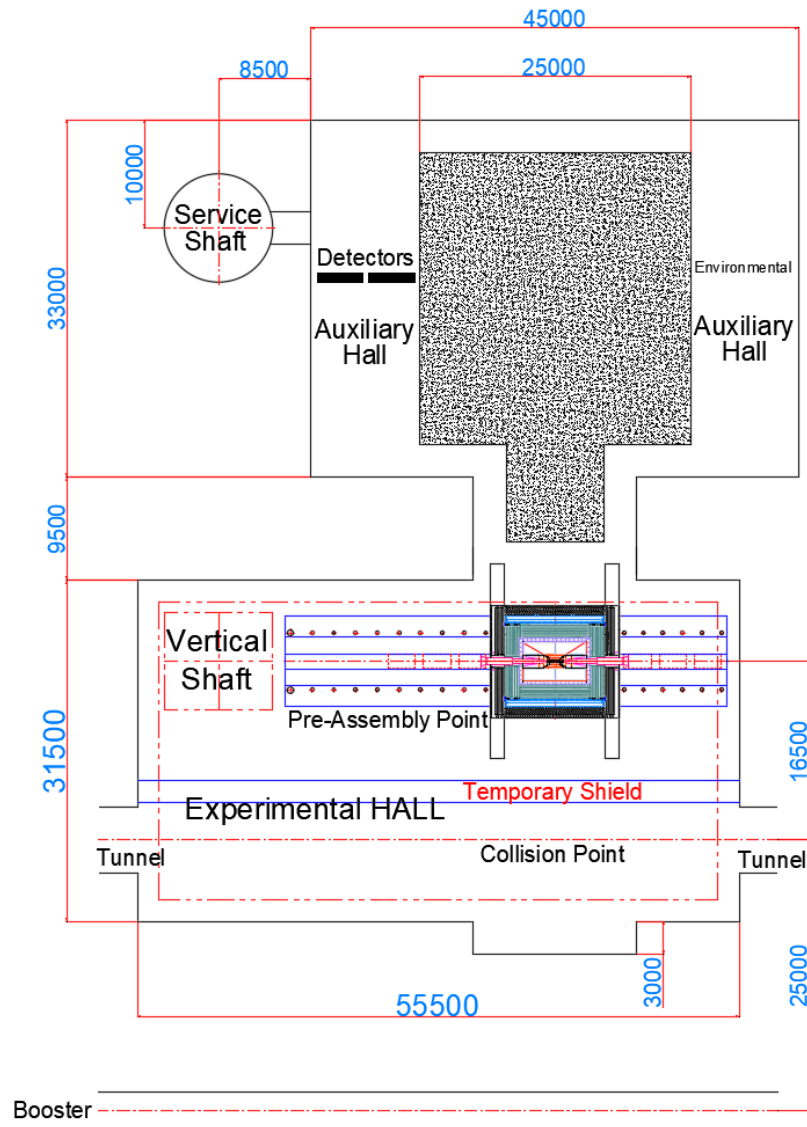 45000
8500
25000
10000
33000
Service
Shaft
Detectors
Environmental
Auxiliary
Hall
Auxiliary
Hall
9500
Vertical
Shaft
Pre-Assembly Point
31500
16500
Temporary Shield
Experimental HALL
Tunnel
Collision Point
Tunnel
3000
25000
55500
Booster